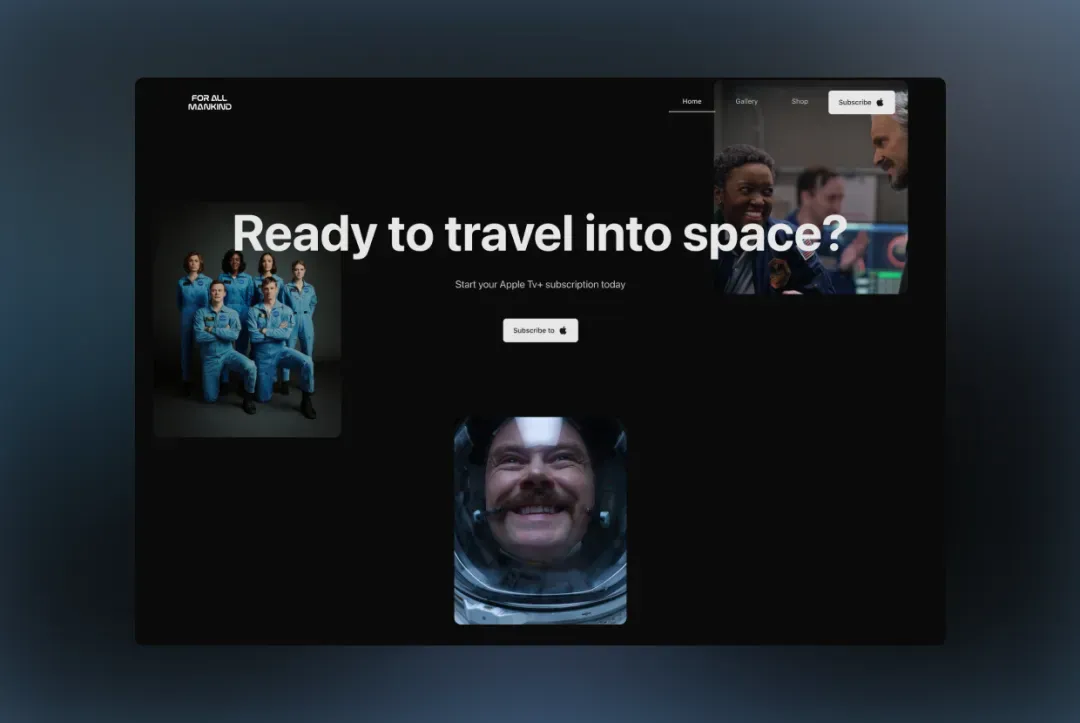 FOR ALL
MANKIND
Home
Gallery
Shop
Subscribe
Ready to travel into space?
Start your Apple Tv+ subscription today
Subscribe to